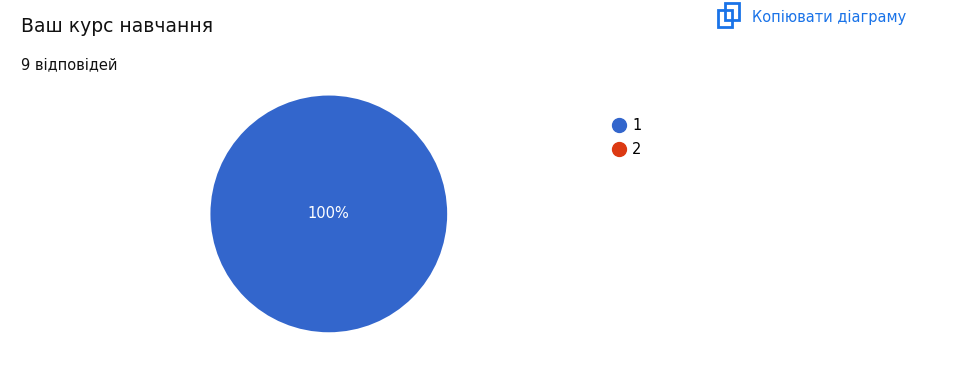 Ваш курс навчання
Копіювати діаграму
9 відповідей
1
2
100%